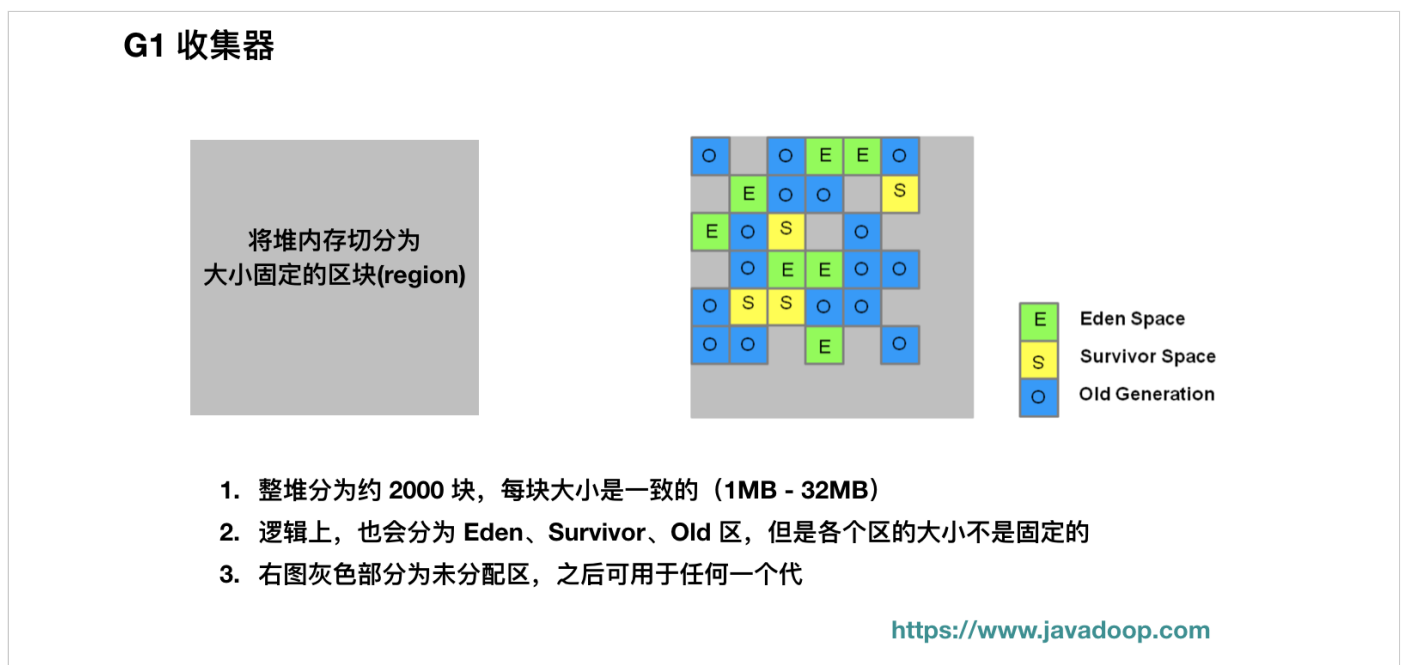 G1 收集器
将堆内存切分为
大小固定的区块(region)
O O E E O
E O O S
E O S O
O E E O O
O S S O O
O O E O
E Eden Space
S Survivor Space
O Old Generation
1. 整堆分为约 2000 块，每块大小是一致的（1MB - 32MB）
2. 逻辑上，也会分为 Eden、Survivor、Old 区，但是各个区的大小不是固定的
3. 右图灰色部分为未分配区，之后可用于任何一个代
https://www.javadoop.com